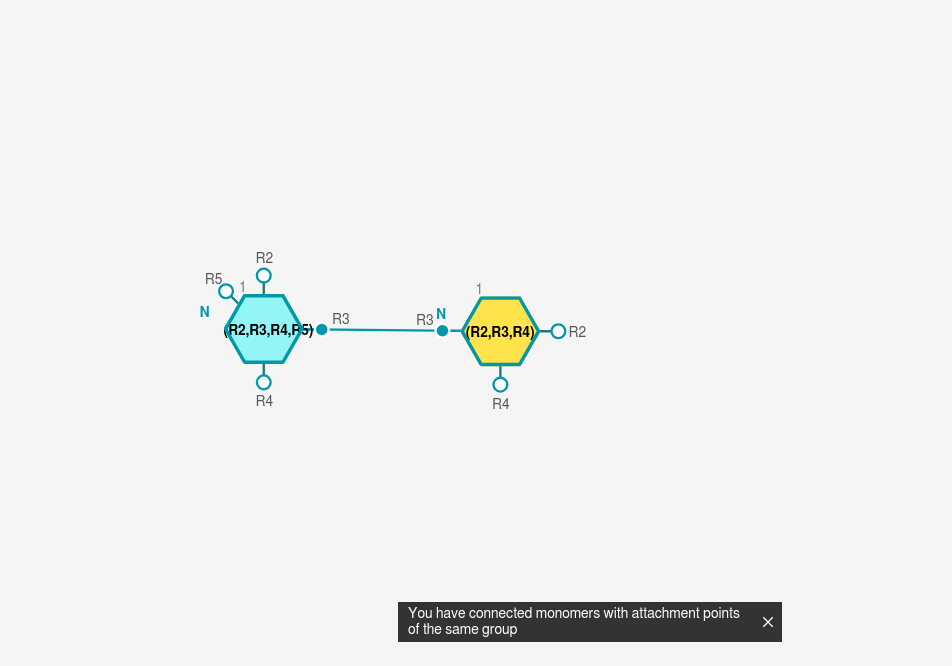 R2
R5
1
N
(R2,R3,R4,R5)
R3
R4
1
R3
N
(R2,R3,R4)
R2
R4
You have connected monomers with attachment points
of the same group